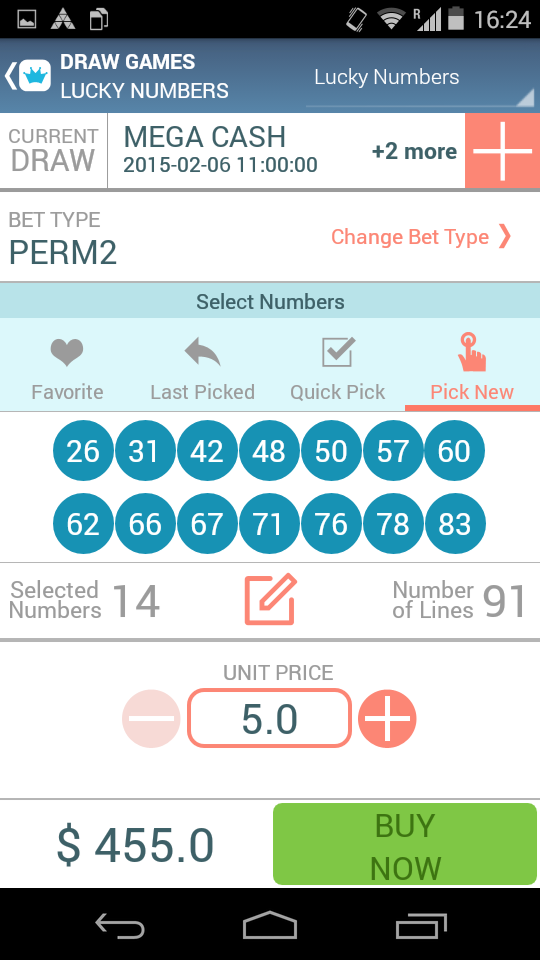 R 16:24
DRAW GAMES
LUCKY NUMBERS
Lucky Numbers
CURRENT
DRAW
MEGA CASH
2015-02-06 11:00:00
+2 more
BET TYPE
PERM2
Change Bet Type
Select Numbers
Favorite Last Picked Quick Pick Pick New
26 31 42 48 50 57 60
62 66 67 71 76 78 83
Selected
Numbers 14
Number
of Lines 91
UNIT PRICE
5.0
$ 455.0
BUY
NOW